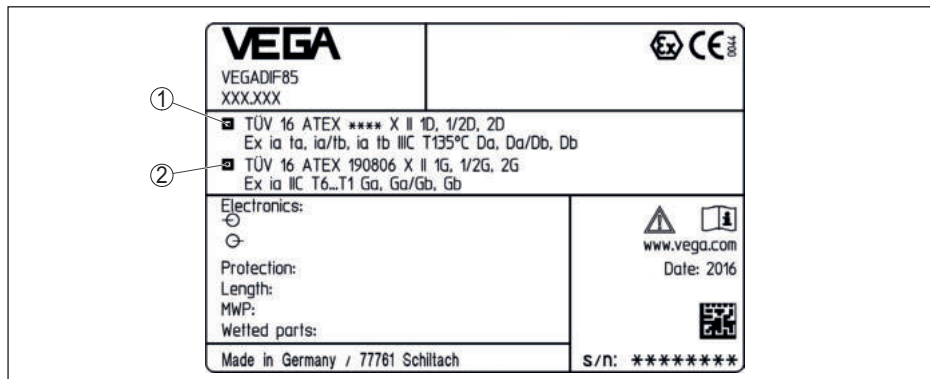 VEGA
Ex CE 0044
VEGADIF85
XXX.XXX
① TÜV 16 ATEX **** X II 1D, 1/2D, 2D
Ex ia ta, ia/tb, ia tb IIIC T135°C Da, Da/Db, Db
② TÜV 16 ATEX 190806 X II 1G, 1/2G, 2G
Ex ia IIC T6...T1 Ga, Ga/Gb, Gb
Electronics:
Protection:
Length:
MWP:
Wetted parts:
i
www.vega.com
Date: 2016
Made in Germany / 77761 Schiltach
s/n: ********